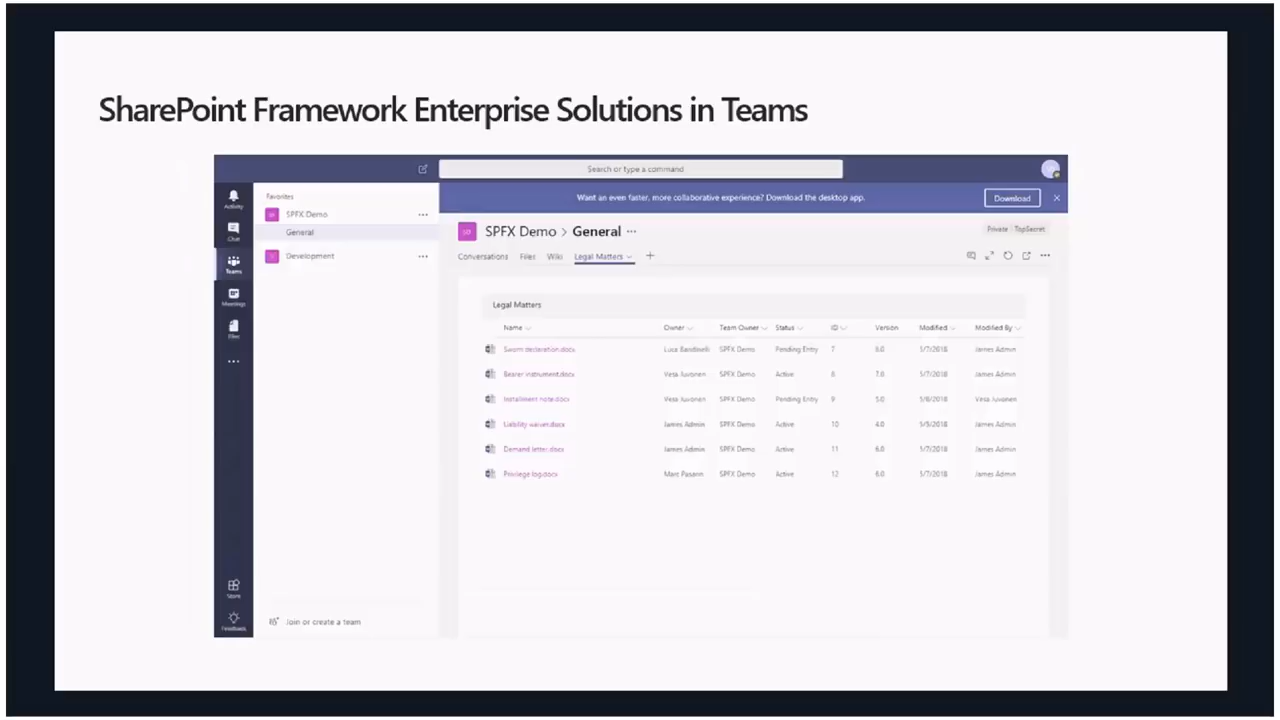 SharePoint Framework Enterprise Solutions in Teams
Search or type a command
Want an even faster, more collaborative experience? Download the desktop app.
Download
Activity
Chat
Teams
Meetings
Files
Store
Feedback
Favorites
SPFX Demo
General
Development
Join or create a team
SPFX Demo > General
Private TopSecret
Conversations Files Wiki Legal Matters
Legal Matters
Name Owner Team Owner Status ID Version Modified Modified By
Sworn declaration.docx Luca Bandinelli SPFX Demo Pending Entry 7 6.0 5/7/2018 James Admin
Bearer instrument.docx Vesa Juvonen SPFX Demo Active 8 7.0 5/7/2018 James Admin
Installment note.docx Vesa Juvonen SPFX Demo Pending Entry 9 5.0 5/8/2018 Vesa Juvonen
Liability waiver.docx James Admin SPFX Demo Active 10 4.0 James Admin
Demand letter.docx James Admin SPFX Demo Active 11 6.0 5/7/2018 James Admin
Privilege log.docx Marc SPFX Demo Active 12 6.0 5/7/2018 James Admin